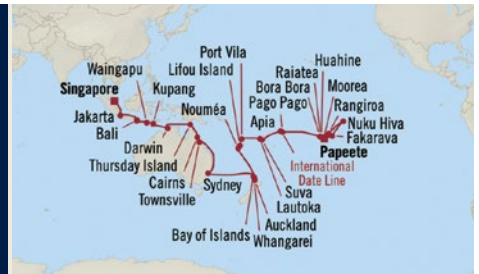 Port Vila
Huahine
Waingapu
Lifou Island
Raiatea
Singapore
Kupang
Bora Bora
Moorea
Nouméa
Pago Pago
Rangiroa
Jakarta
Apia
Nuku Hiva
Bali
Fakarava
Darwin
Papeete
Thursday Island
International
Date Line
Cairns
Sydney
Suva
Townsville
Lautoka
Auckland
Bay of Islands
Whangarei